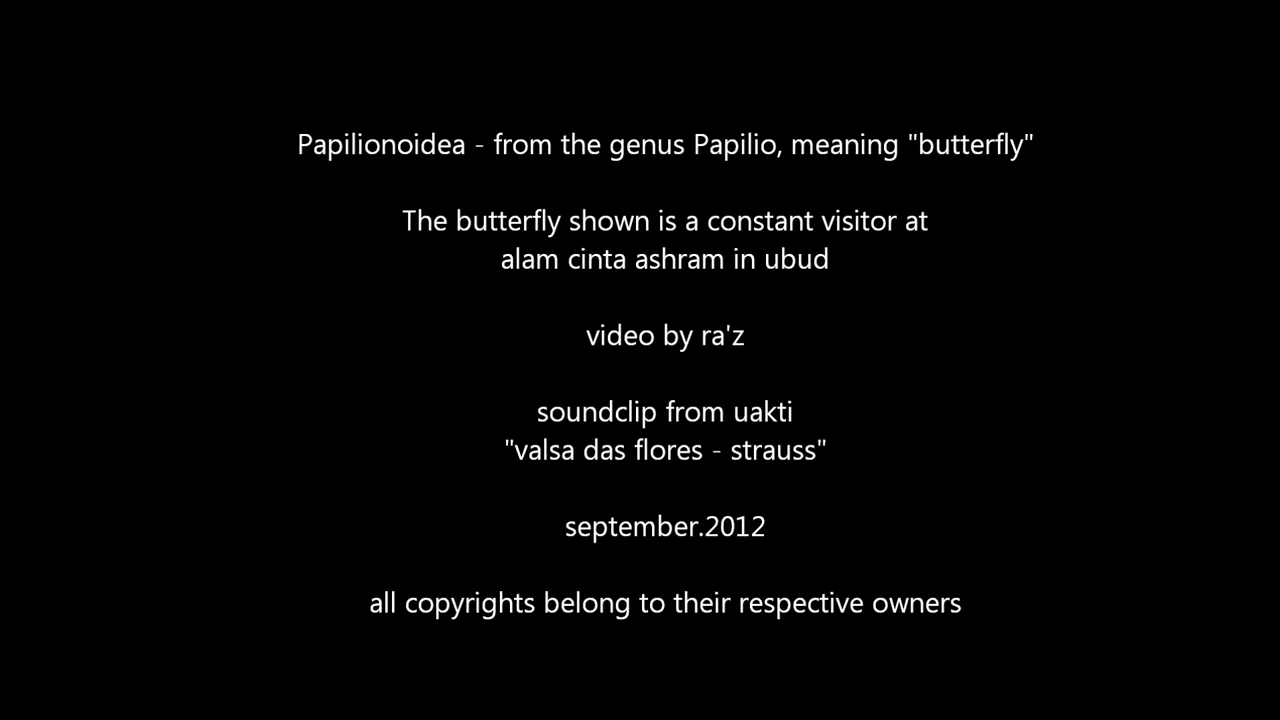 Papilionoidea - from the genus Papilio, meaning "butterfly"
The butterfly shown is a constant visitor at
alam cinta ashram in ubud
video by ra'z
soundclip from uakti
"valsa das flores - strauss"
september.2012
all copyrights belong to their respective owners